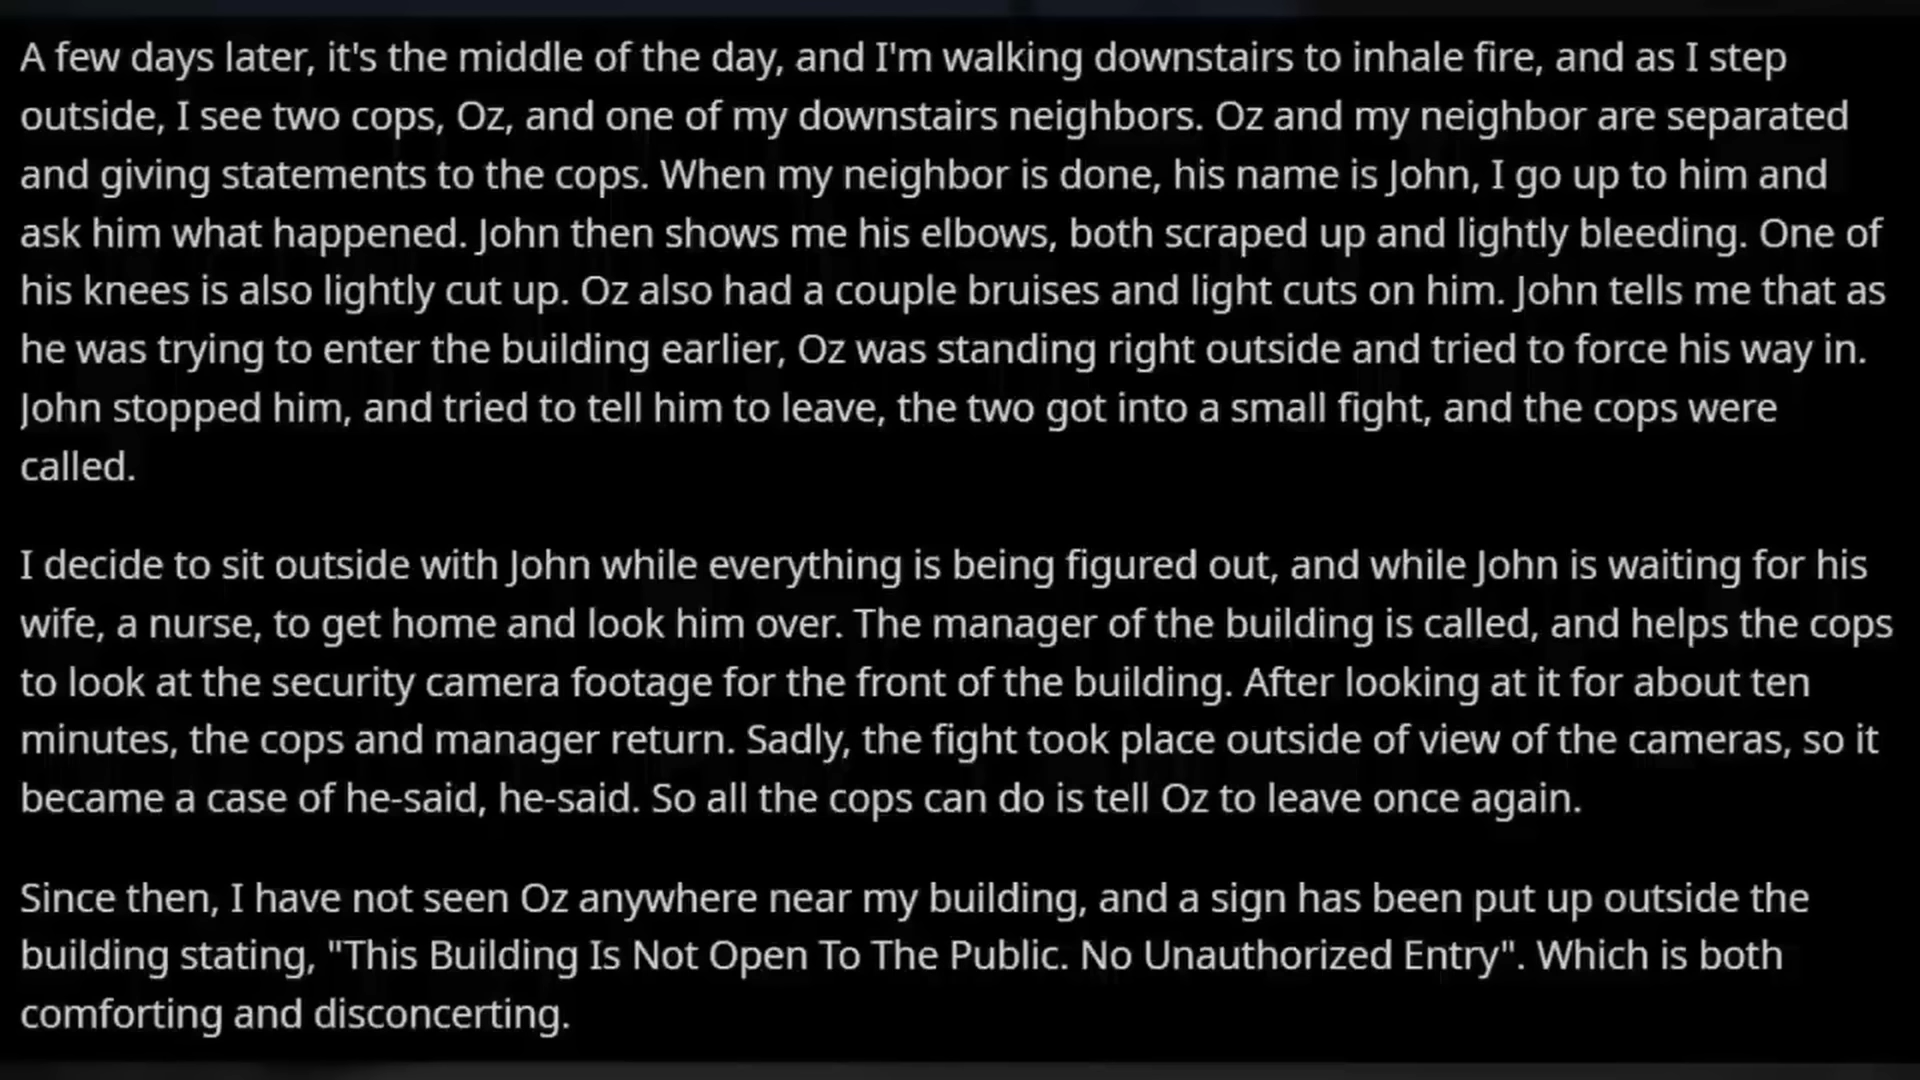 A few days later, it's the middle of the day, and I'm walking downstairs to inhale fire, and as I step
outside, I see two cops, Oz, and one of my downstairs neighbors. Oz and my neighbor are separated
and giving statements to the cops. When my neighbor is done, his name is John, I go up to him and
ask him what happened. John then shows me his elbows, both scraped up and lightly bleeding. One of
his knees is also lightly cut up. Oz also had a couple bruises and light cuts on him. John tells me that as
he was trying to enter the building earlier, Oz was standing right outside and tried to force his way in.
John stopped him, and tried to tell him to leave, the two got into a small fight, and the cops were
called.
I decide to sit outside with John while everything is being figured out, and while John is waiting for his
wife, a nurse, to get home and look him over. The manager of the building is called, and helps the cops
to look at the security camera footage for the front of the building. After looking at it for about ten
minutes, the cops and manager return. Sadly, the fight took place outside of view of the cameras, so it
became a case of he-said, he-said. So all the cops can do is tell Oz to leave once again.
Since then, I have not seen Oz anywhere near my building, and a sign has been put up outside the
building stating, "This Building Is Not Open To The Public. No Unauthorized Entry". Which is both
comforting and disconcerting.